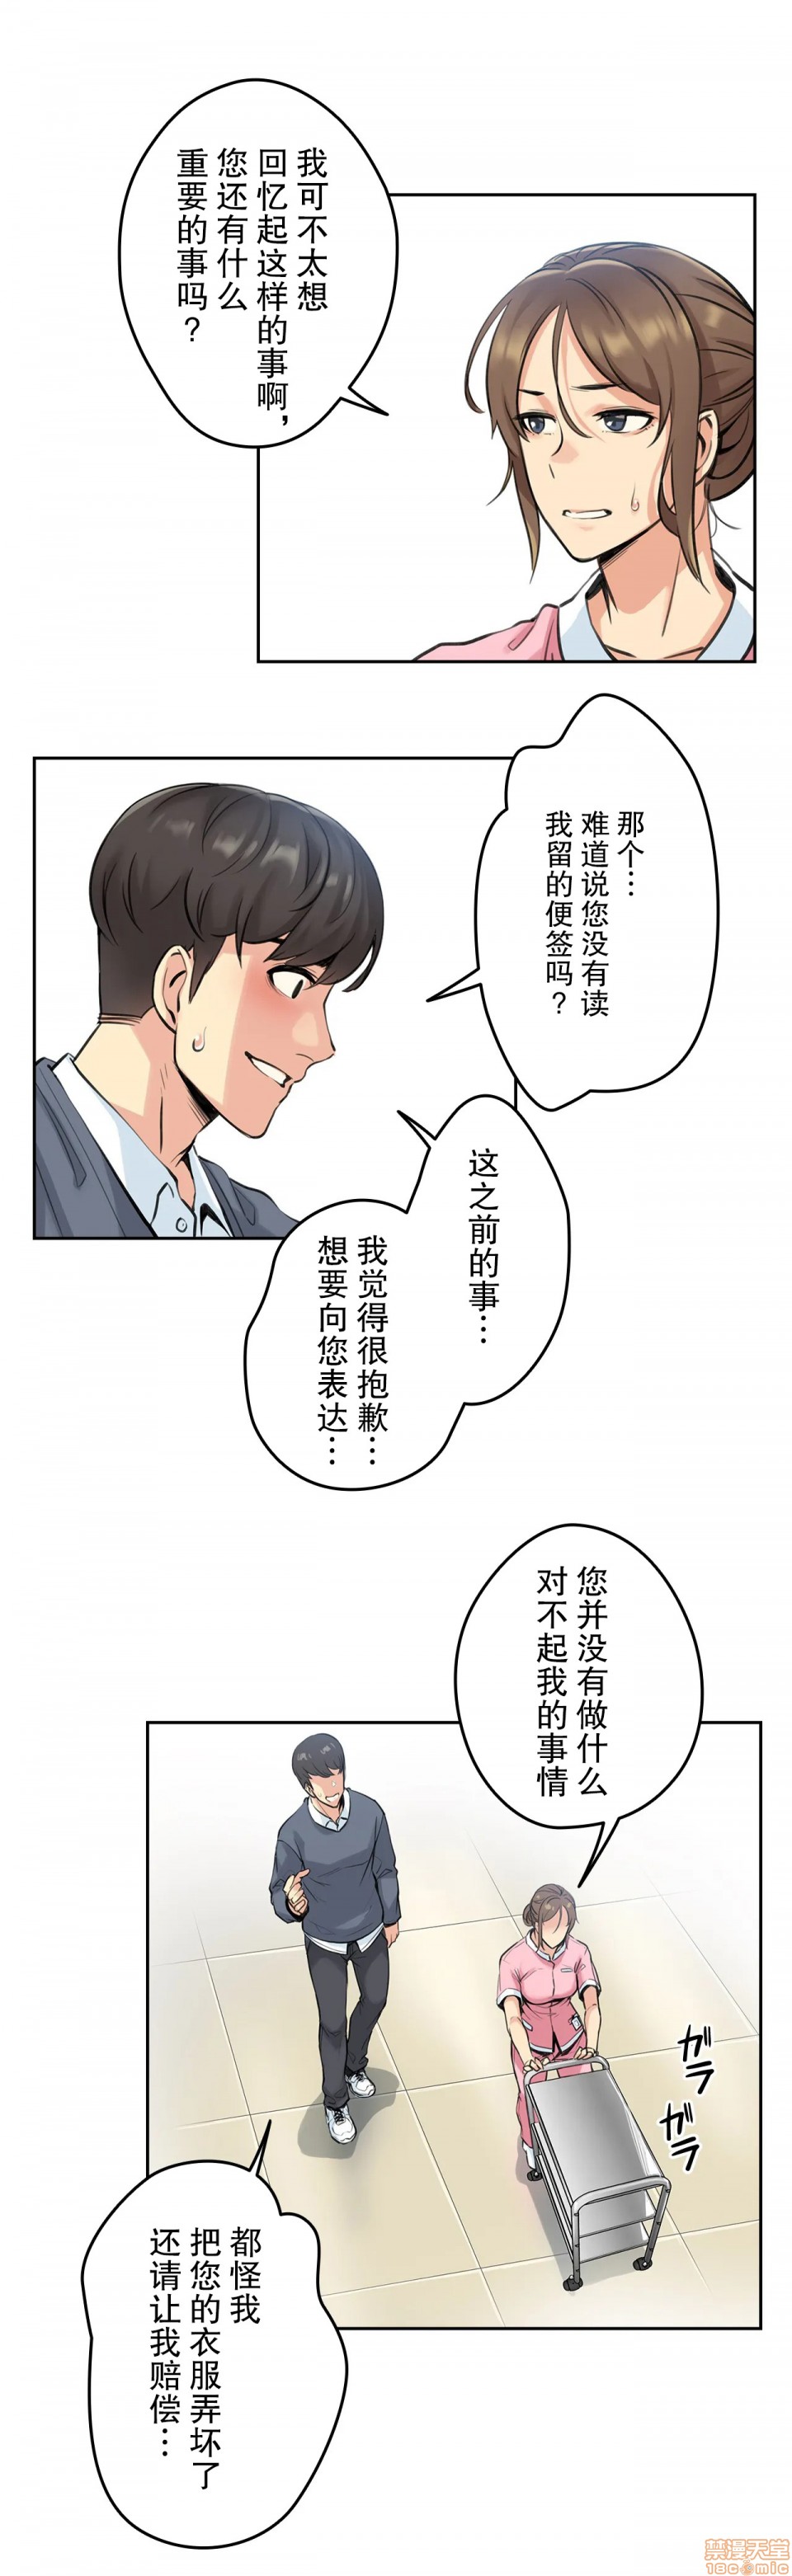 我可不太想
回忆起这样的事啊，
您还有什么
重要的事吗？
那个…
难道说您没有读
我留的便签吗？
这之前的事…
我觉得很抱歉…
想要向您表达…
您并没有做什么
对不起我的事情
ガラ
ガラ
都怪我
把您的衣服弄坏了
还请让我赔偿…
禁漫天堂
18comic